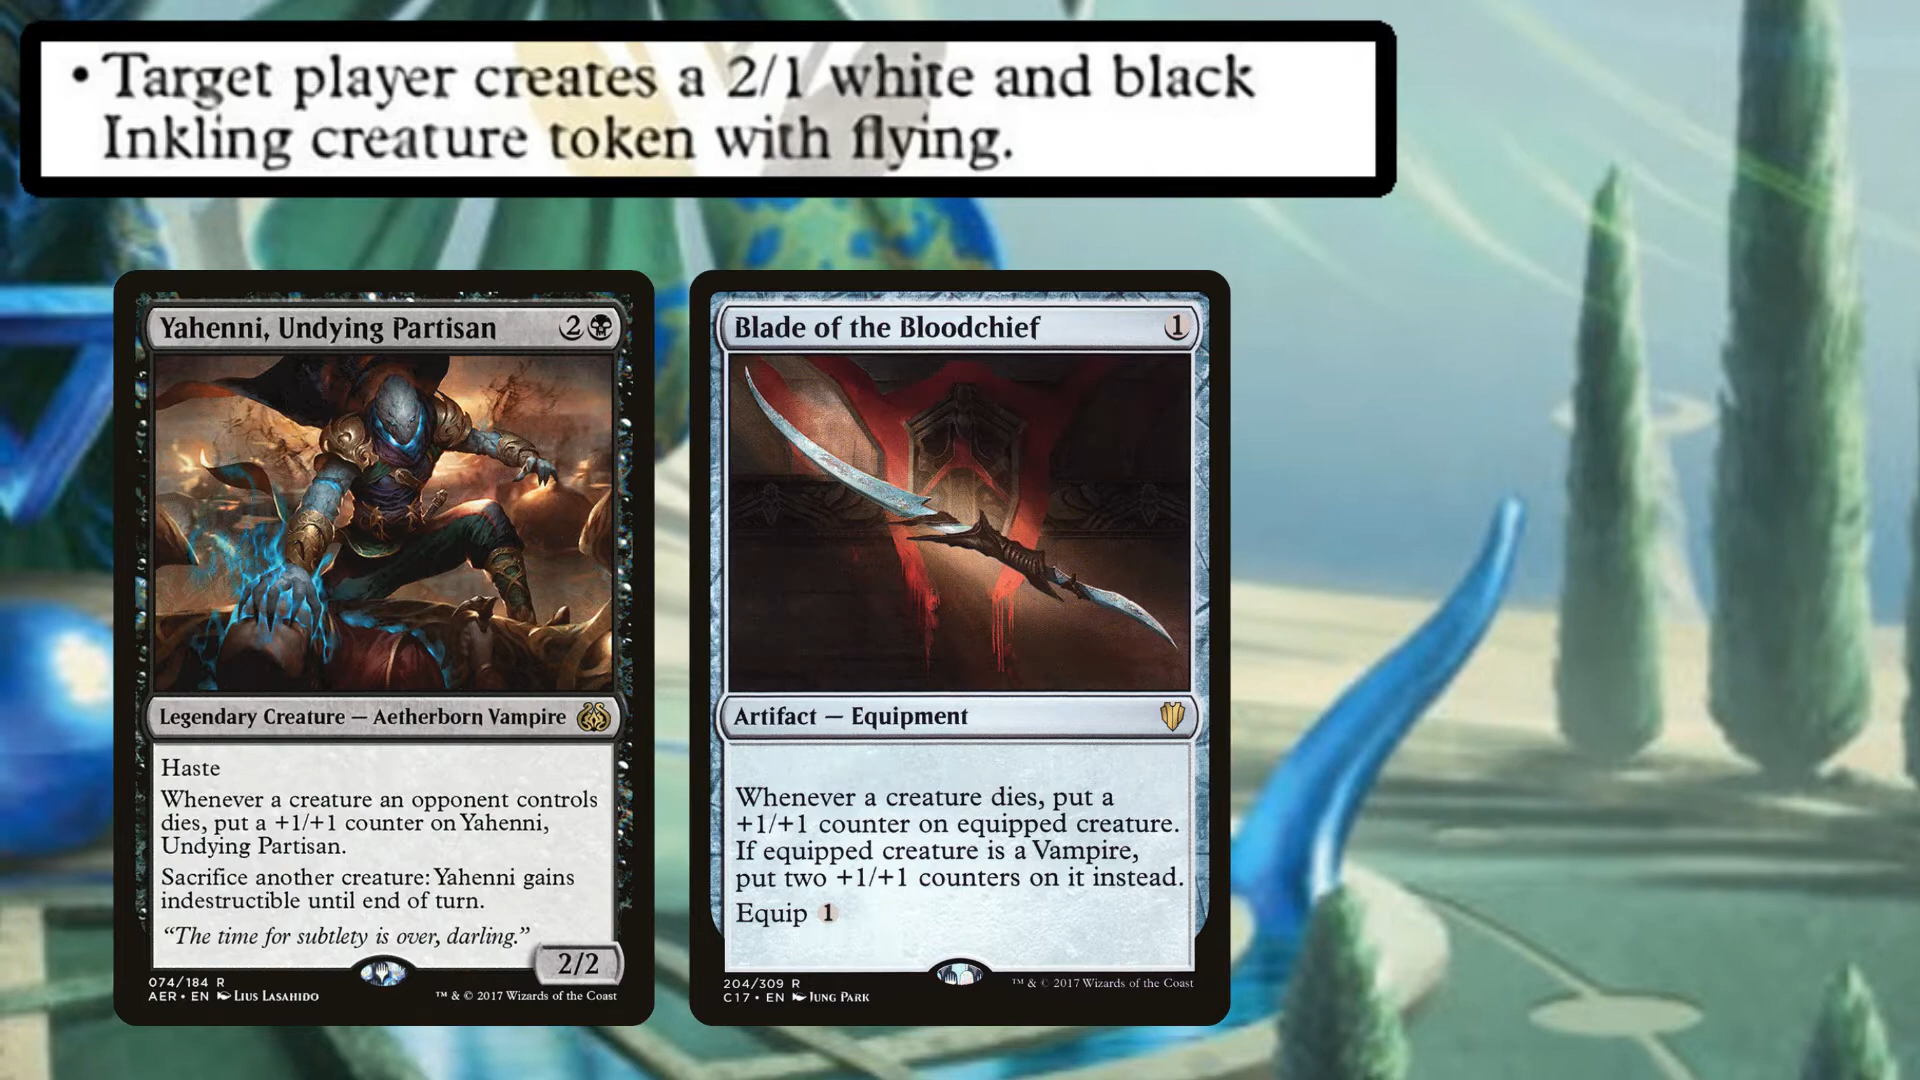 • Target player creates a 2/1 white and black
Inkling creature token with flying.
Yahenni, Undying Partisan 2
Legendary Creature — Aetherborn Vampire
Haste
Whenever a creature an opponent controls
dies, put a +1/+1 counter on Yahenni,
Undying Partisan.
Sacrifice another creature: Yahenni gains
indestructible until end of turn.
“The time for subtlety is over, darling.”
2/2
074/184 R
AER • EN Lius Lasahido
™ & © 2017 Wizards of the Coast
Blade of the Bloodchief 1
Artifact — Equipment
Whenever a creature dies, put a
+1/+1 counter on equipped creature.
If equipped creature is a Vampire,
put two +1/+1 counters on it instead.
Equip 1
204/309 R
C17 • EN Jung Park
™ & © 2017 Wizards of the Coast